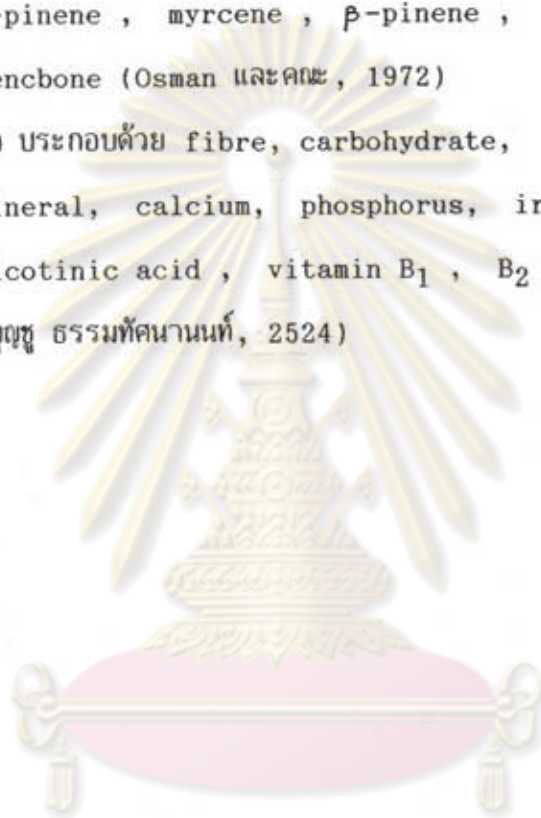 -pinene , myrcene , β-pinene ,
encbone (Osman และคณะ, 1972)
ประกอบด้วย fibre, carbohydrate,
ineral, calcium, phosphorus, ir
icotinic acid , vitamin B1 , B2
ญชู ธรรมทัศนานนท์, 2524)